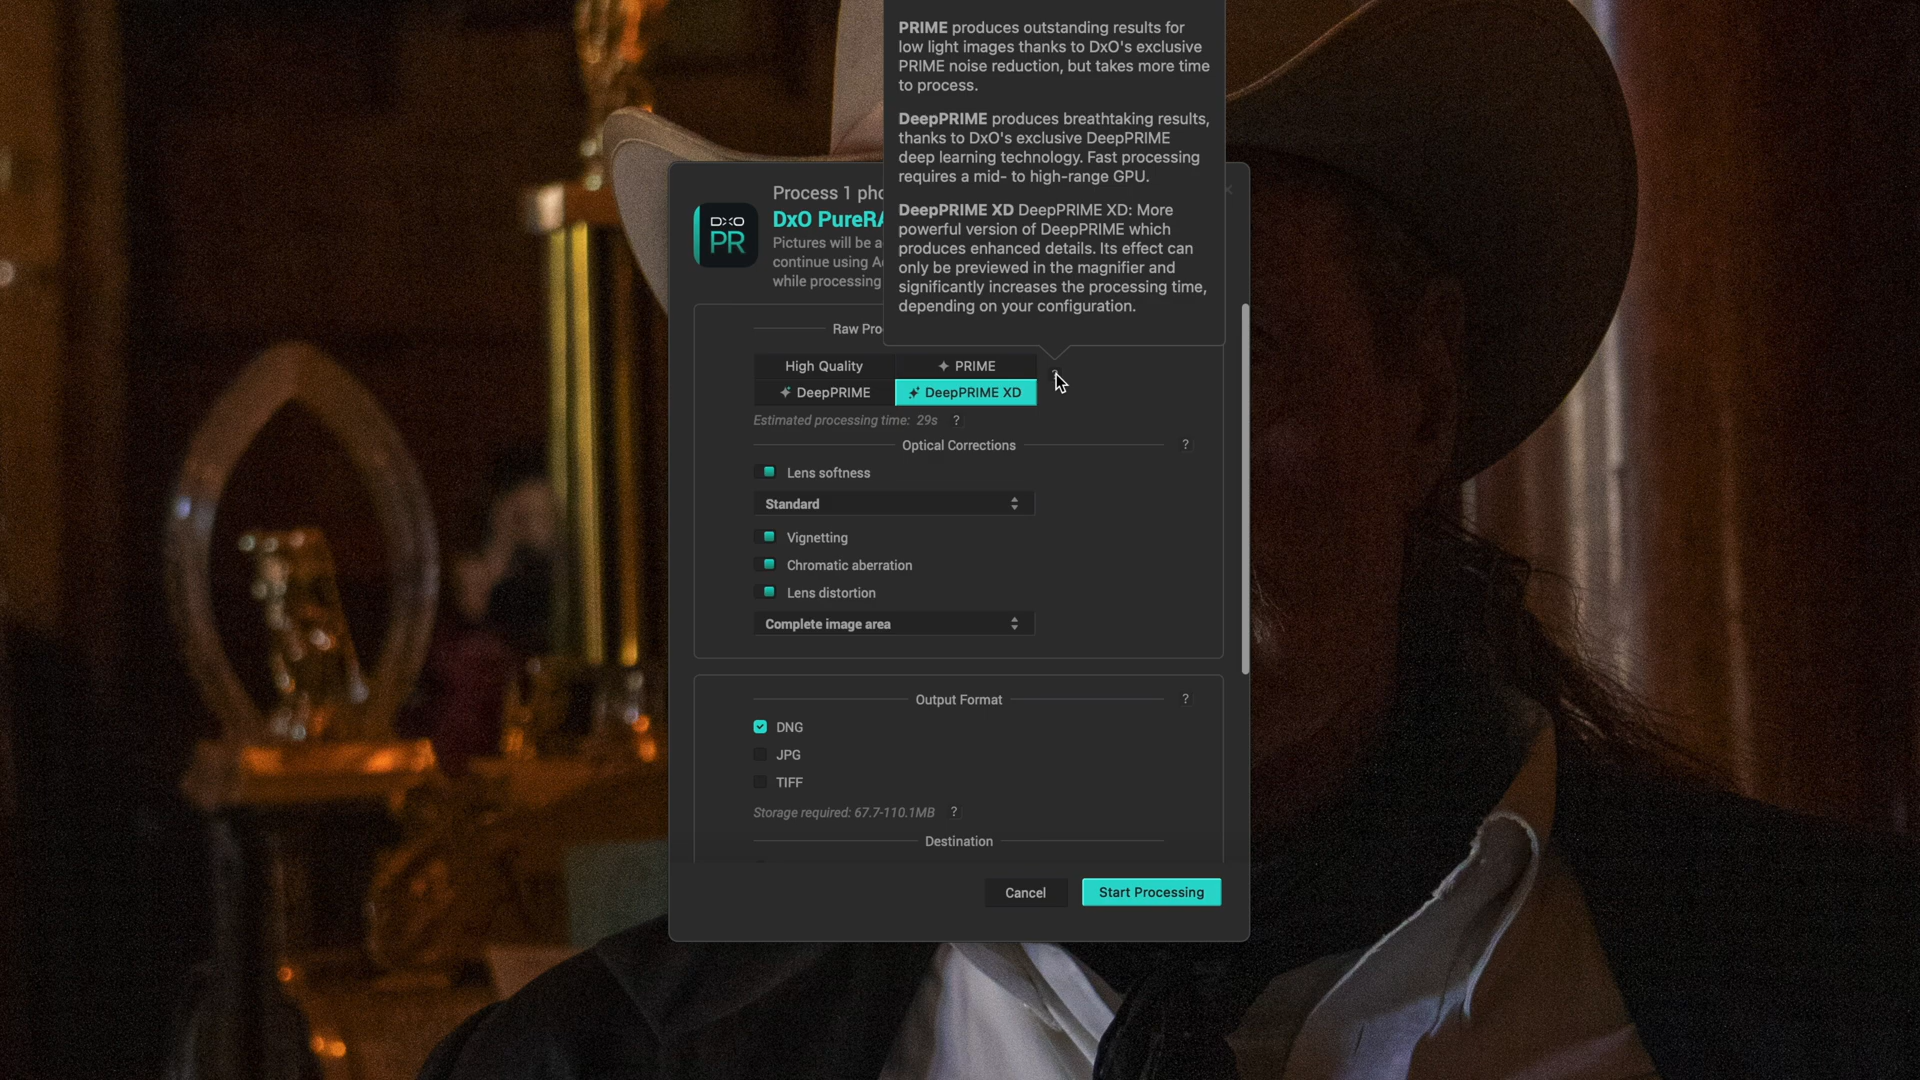 PRIME produces outstanding results for
low light images thanks to DxO's exclusive
PRIME noise reduction, but takes more time
to process.
DeepPRIME produces breathtaking results,
thanks to DxO's exclusive DeepPRIME
deep learning technology. Fast processing
requires a mid- to high-range GPU.
DeepPRIME XD DeepPRIME XD: More
powerful version of DeepPRIME which
produces enhanced details. Its effect can
only be previewed in the magnifier and
significantly increases the processing time,
depending on your configuration.
Process 1 pho
DxO PureRA
Pictures will be a
continue using A
while processing
DXO
PR
Raw Pro
High Quality
PRIME
DeepPRIME
DeepPRIME XD
Estimated processing time: 29s ?
Optical Corrections ?
Lens softness
Standard
Vignetting
Chromatic aberration
Lens distortion
Complete image area
Output Format ?
DNG
JPG
TIFF
Storage required: 67.7-110.1MB ?
Destination
Cancel
Start Processing